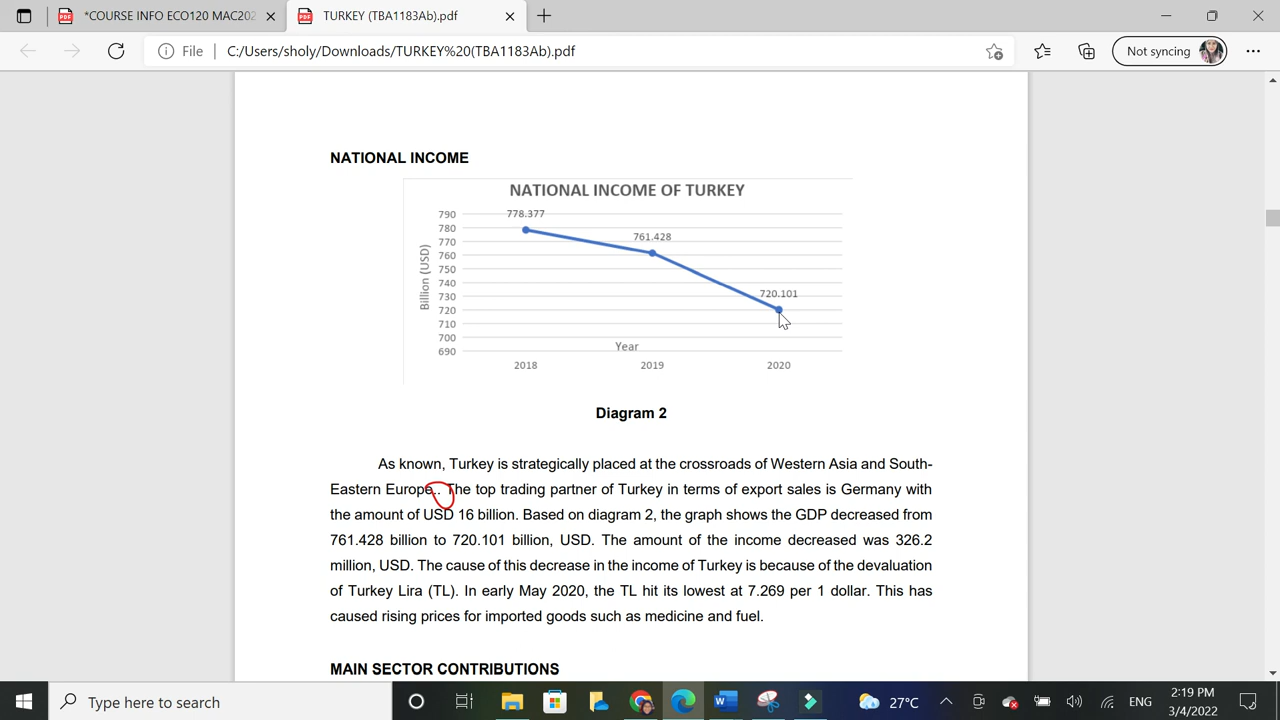 *COURSE INFO ECO120 MAC202
TURKEY (TBA1183Ab).pdf
File
C:/Users/sholy/Downloads/TURKEY%20(TBA1183Ab).pdf
Not syncing
NATIONAL INCOME
NATIONAL INCOME OF TURKEY
790
780
770
760
750
740
730
720
710
700
690
Billion (USD)
778.377
761.428
720.101
Year
2018 2019 2020
Diagram 2
As known, Turkey is strategically placed at the crossroads of Western Asia and South-
Eastern Europe.. The top trading partner of Turkey in terms of export sales is Germany with
the amount of USD 16 billion. Based on diagram 2, the graph shows the GDP decreased from
761.428 billion to 720.101 billion, USD. The amount of the income decreased was 326.2
million, USD. The cause of this decrease in the income of Turkey is because of the devaluation
of Turkey Lira (TL). In early May 2020, the TL hit its lowest at 7.269 per 1 dollar. This has
caused rising prices for imported goods such as medicine and fuel.
MAIN SECTOR CONTRIBUTIONS
Type here to search
27°C
ENG
2:19 PM
3/4/2022